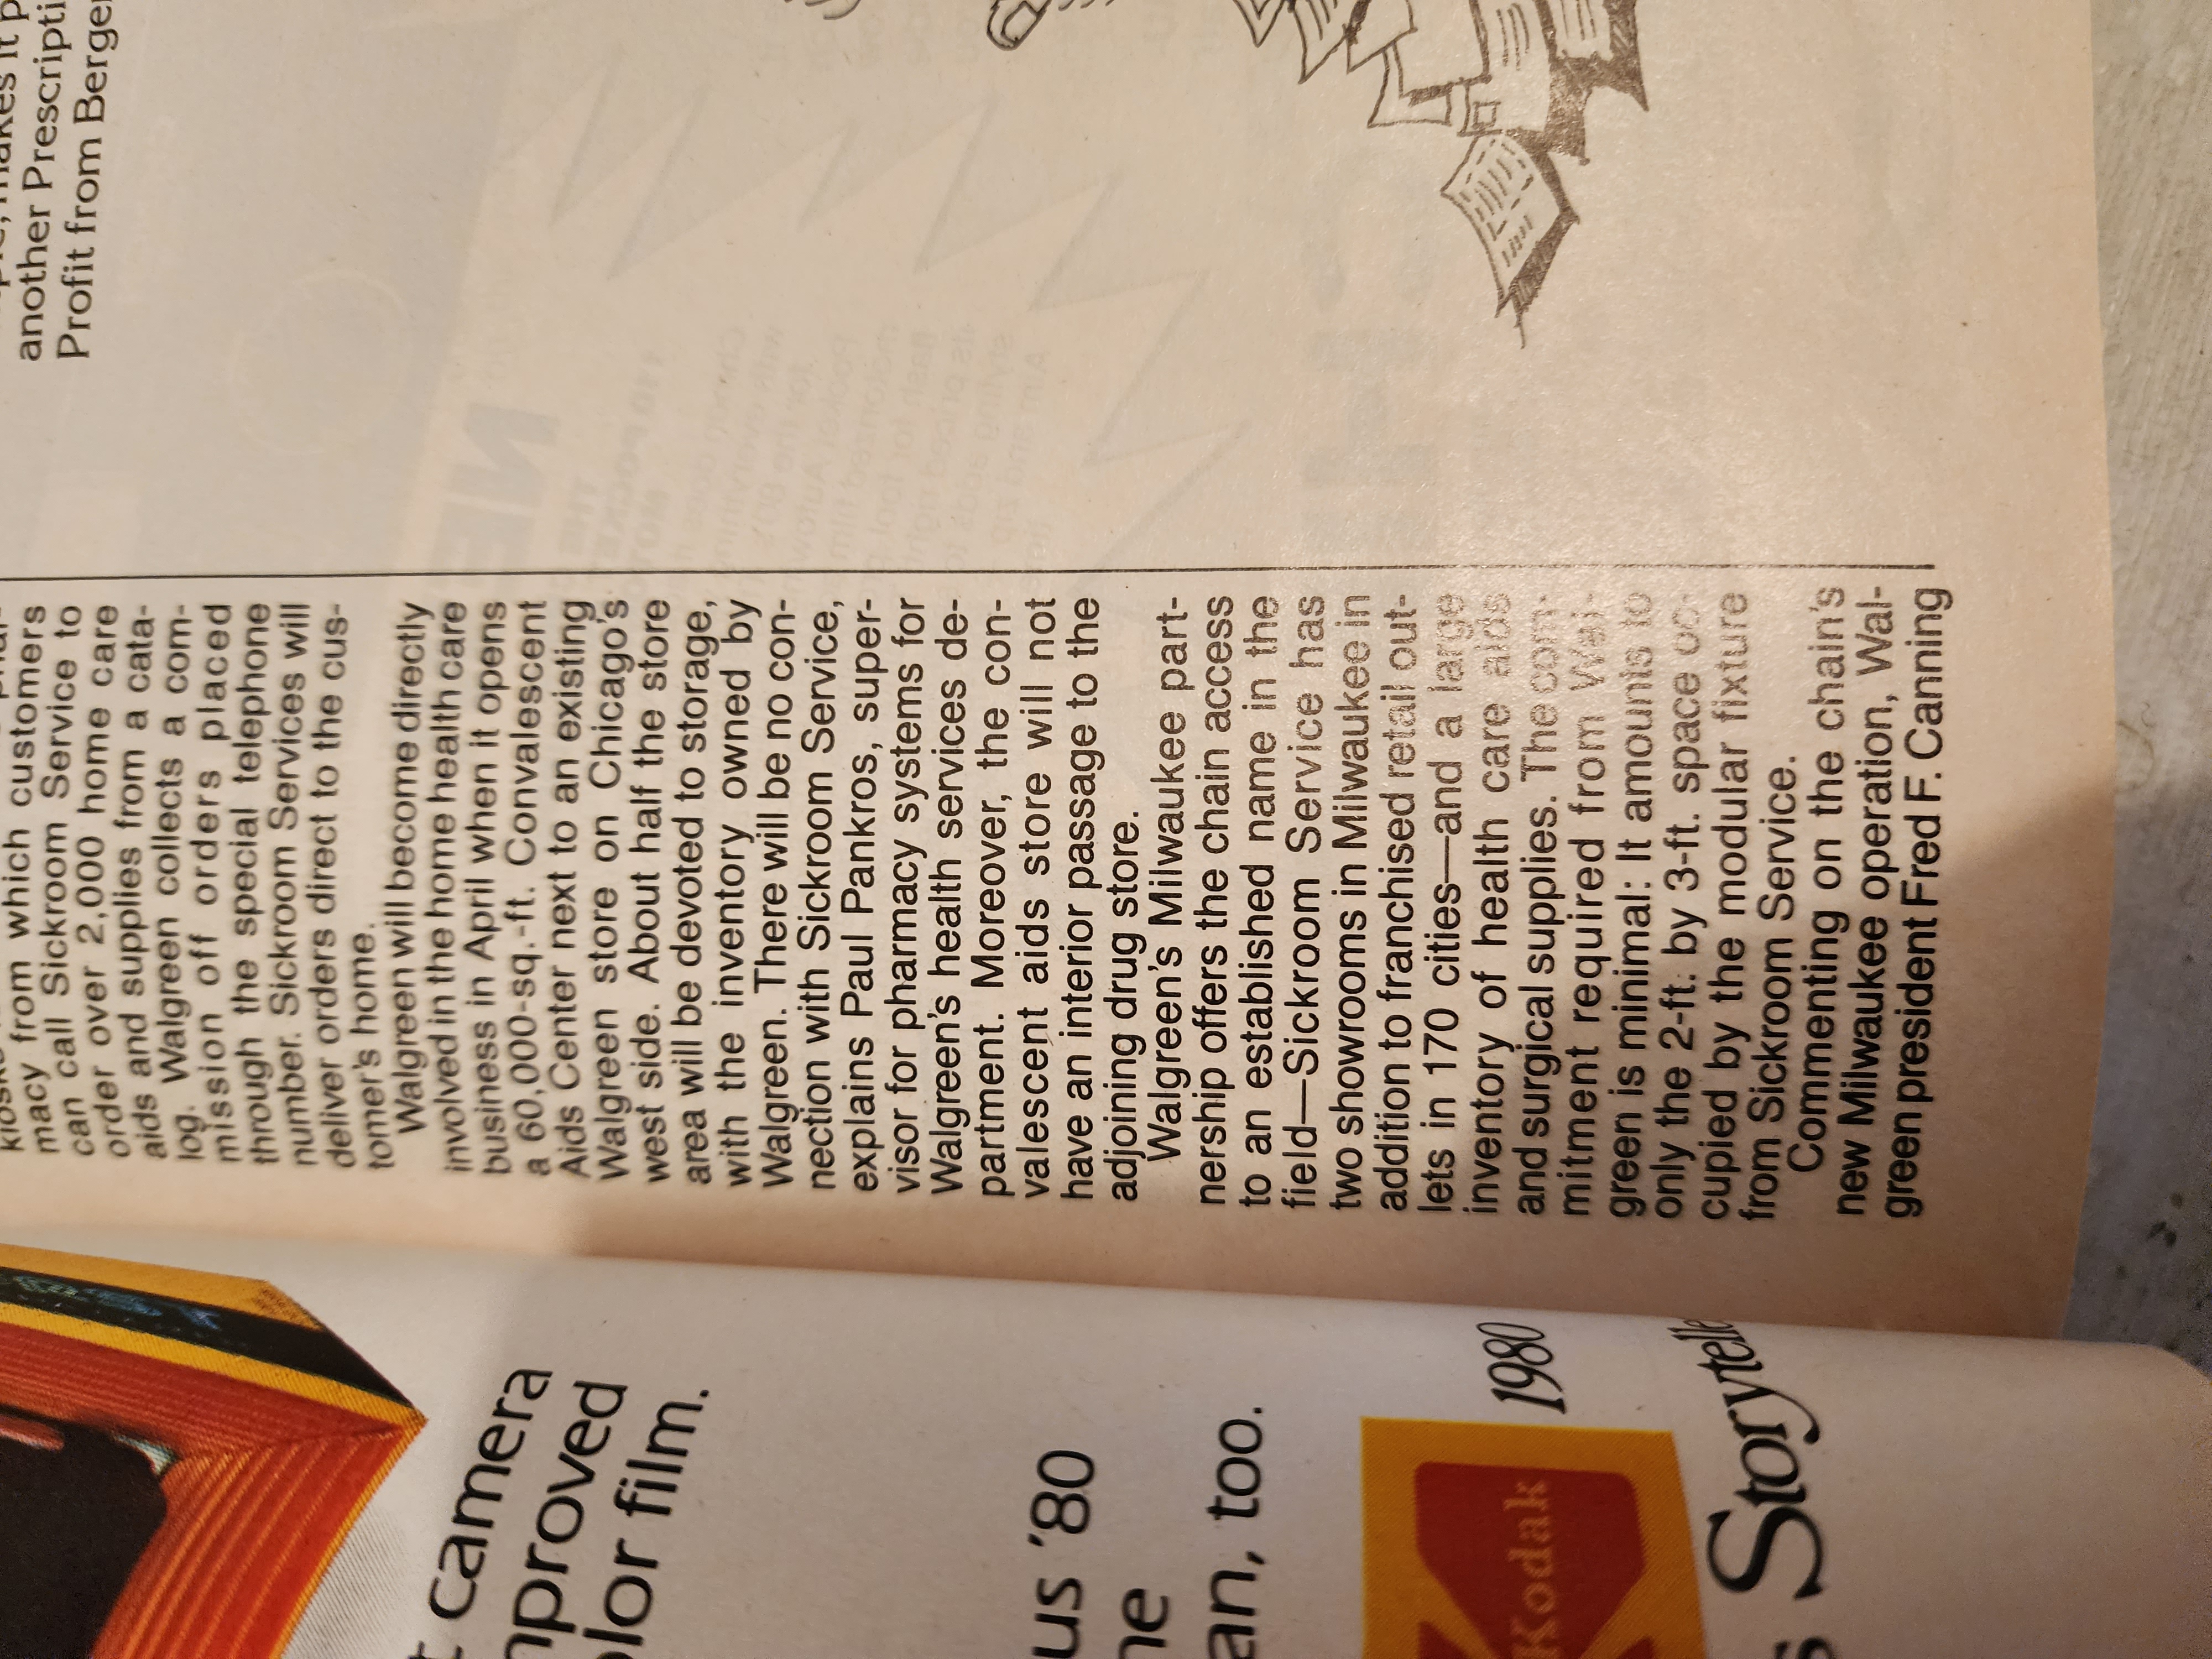 camera
proved
lor film.
us '80
an, too.
1980
Kodak
Storytelle
macy from which customers
can call Sickroom Service to
order over 2,000 home care
aids and supplies from a cata-
log. Walgreen collects a com-
mission off orders placed
through the special telephone
number. Sickroom Services will
deliver orders direct to the cus-
tomer's home.
Walgreen will become directly
involved in the home health care
business in April when it opens
a 60,000-sq.-ft. Convalescent
Aids Center next to an existing
Walgreen store on Chicago's
west side. About half the store
area will be devoted to storage,
with the inventory owned by
Walgreen. There will be no con-
nection with Sickroom Service,
explains Paul Pankros, super-
visor for pharmacy systems for
Walgreen's health services de-
partment. Moreover, the con-
valescent aids store will not
have an interior passage to the
adjoining drug store.
Walgreen's Milwaukee part-
nership offers the chain access
to an established name in the
field—Sickroom Service has
two showrooms in Milwaukee in
addition to franchised retail out-
lets in 170 cities—and a large
inventory of health care aids
and surgical supplies. The com-
mitment required from Wal-
green is minimal: It amounts to
only the 2-ft. by 3-ft. space oc-
cupied by the modular fixture
from Sickroom Service.
Commenting on the chain's
new Milwaukee operation, Wal-
green president Fred F. Canning
another Prescripti
Profit from Berge